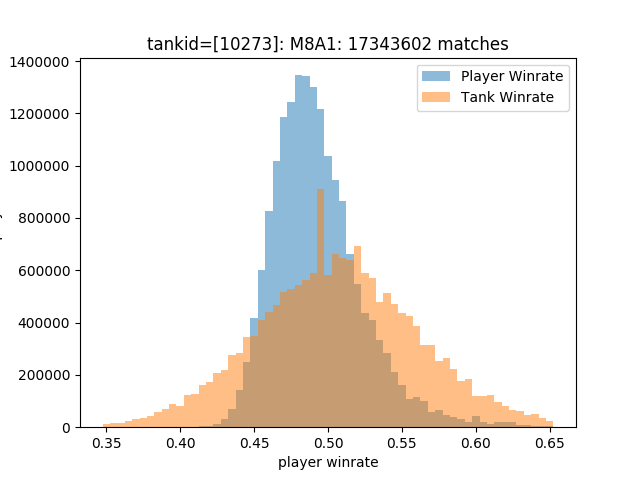 tankid=[10273]: M8A1: 17343602 matches
Player Winrate
Tank Winrate
1400000
1200000
1000000
800000
600000
400000
200000
0
0.35 0.40 0.45 0.50 0.55 0.60 0.65
player winrate